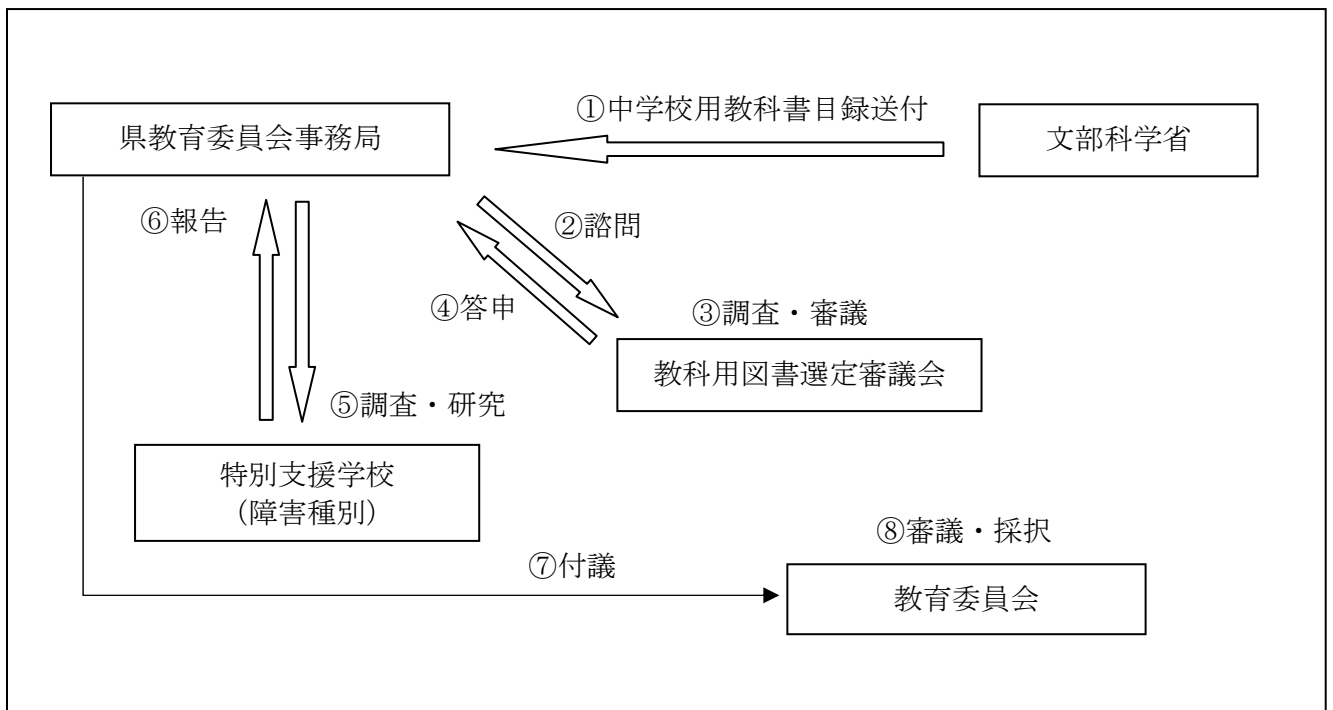 ①中学校用教科書目録送付
県教育委員会事務局
文部科学省
⑥報告
②諮問
④答申
③調査・審議
教科用図書選定審議会
⑤調査・研究
特別支援学校
(障害種別)
⑧審議・採択
⑦付議
教育委員会